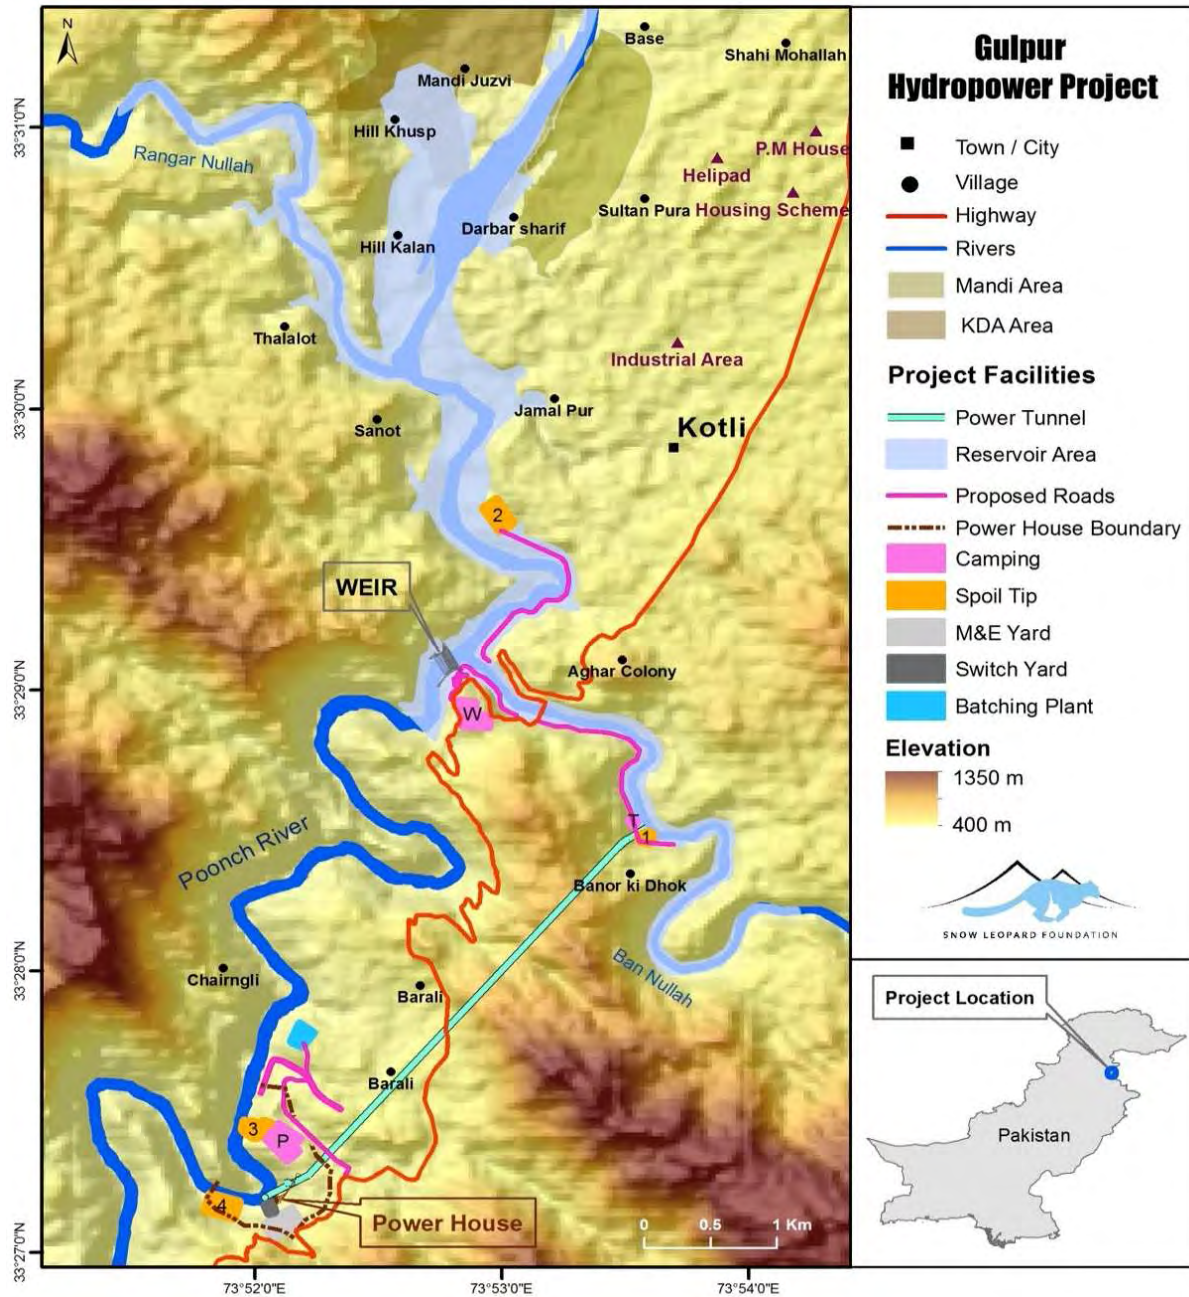 N
Base
Shahi Mohallah
Mandi Juzvi
Hill Khusp
P.M House
Helipad
Rangar Nullah
Sultan Pura
Housing Scheme
Darbar sharif
Hill Kalan
Thalalot
Industrial Area
Jamal Pur
Sanot
Kotli
2
WEIR
Aghar Colony
W
T
1
Poonch River
Banor ki Dhok
Ban Nullah
Chairngli
Barali
Barali
3
P
4
Power House
0 0.5 1 Km
33°31'0"N
33°30'0"N
33°29'0"N
33°28'0"N
33°27'0"N
73°52'0"E
73°53'0"E
73°54'0"E
Gulpur
Hydropower Project
Town / City
Village
Highway
Rivers
Mandi Area
KDA Area
Project Facilities
Power Tunnel
Reservoir Area
Proposed Roads
Power House Boundary
Camping
Spoil Tip
M&E Yard
Switch Yard
Batching Plant
Elevation
1350 m
400 m
SNOW LEOPARD FOUNDATION
Project Location
Pakistan